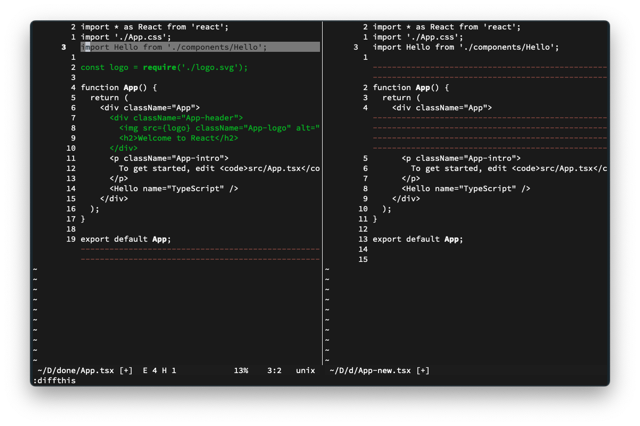 2 import * as React from 'react';
1 import './App.css';
3 import Hello from './components/Hello';
1
2 const logo = require('./logo.svg');
3
4 function App() {
5 return (
6 <div className="App">
7 <div className="App-header">
8 <img src={logo} className="App-logo" alt="
9 <h2>Welcome to React</h2>
10 </div>
11 <p className="App-intro">
12 To get started, edit <code>src/App.tsx</co
13 </p>
14 <Hello name="TypeScript" />
15 </div>
16 );
17 }
18
19 export default App;
~
~
~
~
~
~
~
~
~
~
~/D/done/App.tsx [+] E 4 H 1 13% 3:2 unix
2 import * as React from 'react';
1 import './App.css';
3 import Hello from './components/Hello';
1
2 function App() {
3 return (
4 <div className="App">
5 <p className="App-intro">
6 To get started, edit <code>src/App.tsx</c
7 </p>
8 <Hello name="TypeScript" />
9 </div>
10 );
11 }
12
13 export default App;
14
15
~
~
~
~
~
~
~
~
~
~
~/D/d/App-new.tsx [+]
:diffthis